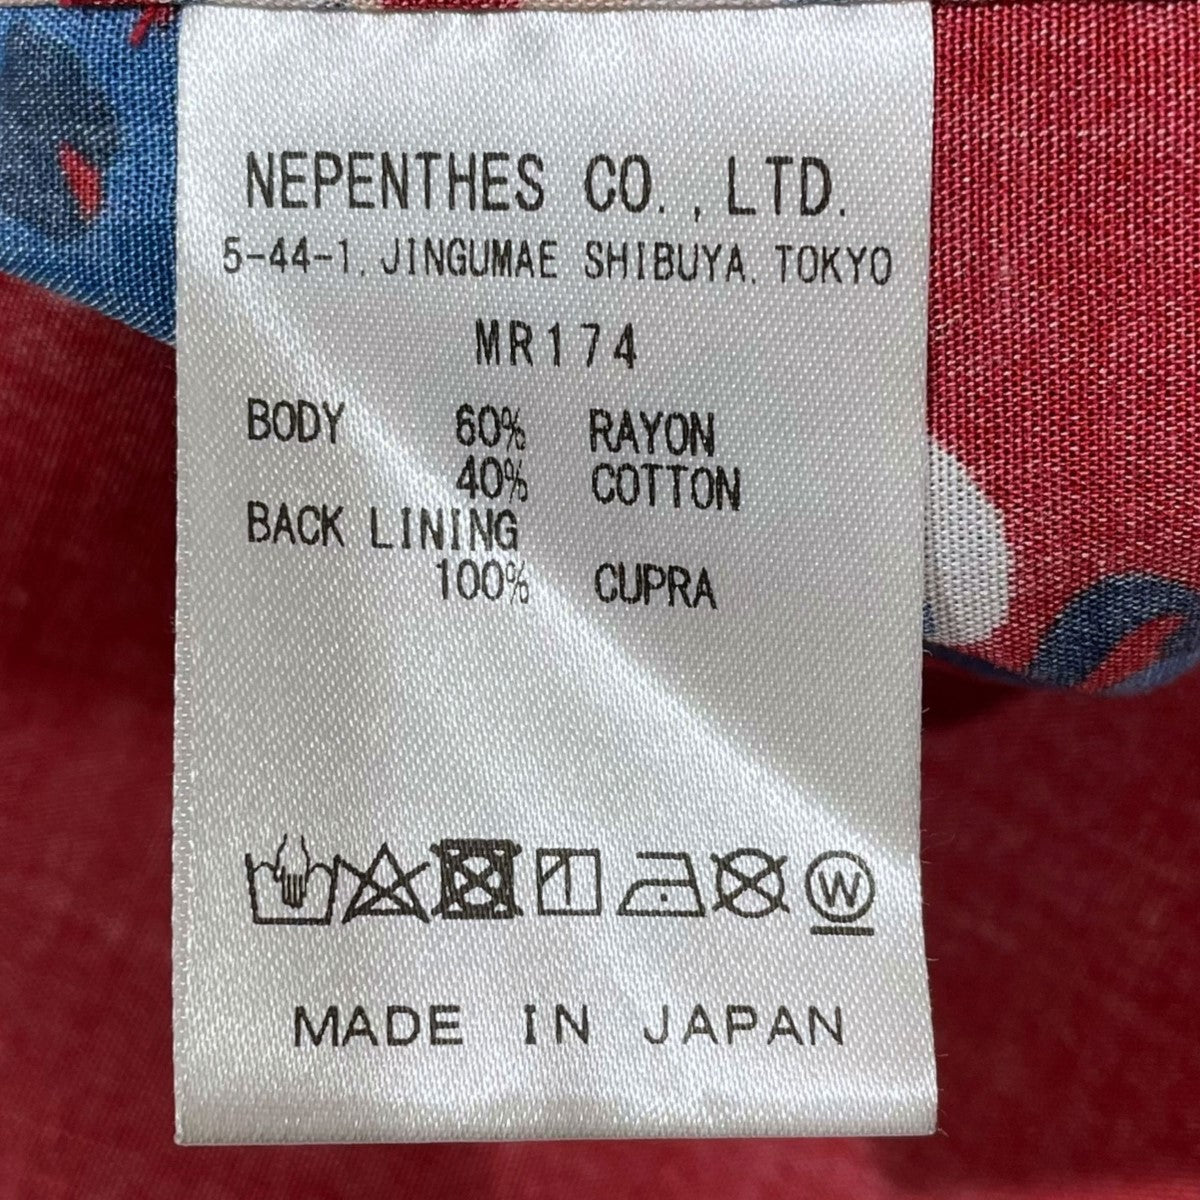 NEPENTHES CO., LTD.
5-44-1, JINGUMAE SHIBUYA, TOKYO
MR174
BODY 60% RAYON
40% COTTON
BACK LINING
100% CUPRA
W
MADE IN JAPAN